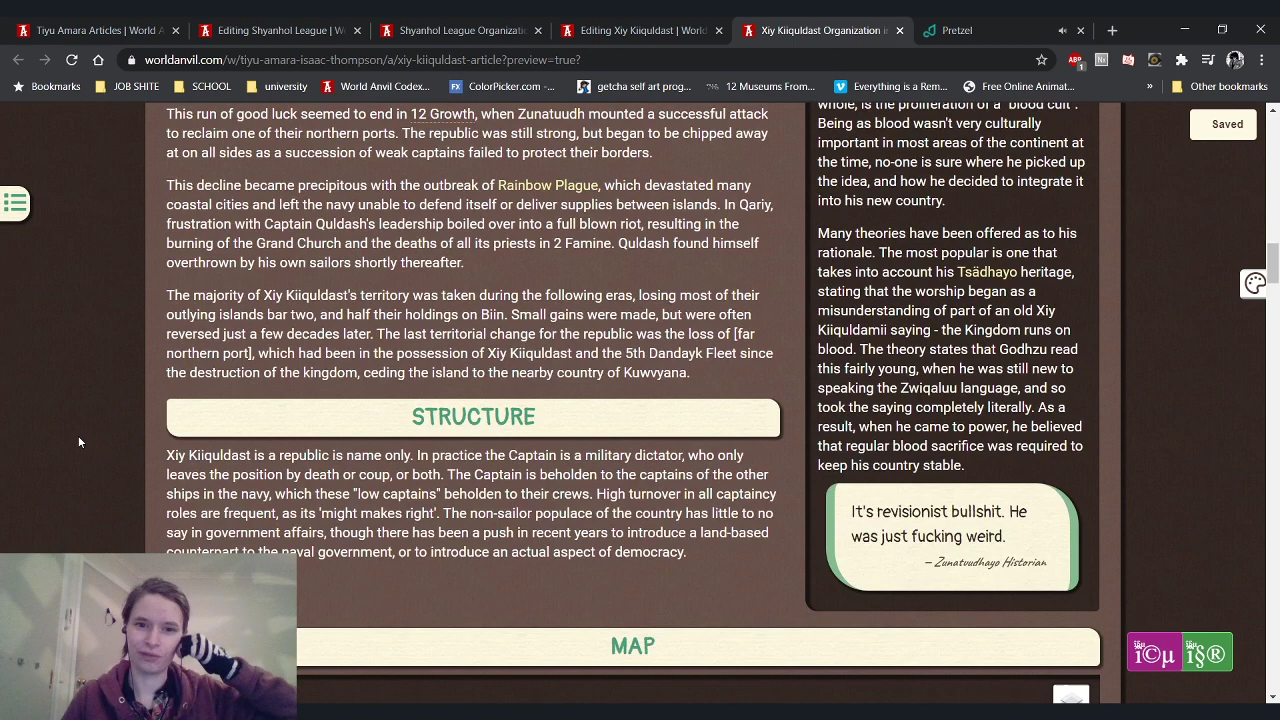 Tiyu Amara Articles | World A
Editing Shyanhol League | W
Shyanhol League Organizatio
Editing Xiy Kiiquldast | World
Xiy Kiiquldast Organization i
Pretzel
worldanvil.com/w/tiyu-amara-isaac-thompson/a/xiy-kiiquldast-article?preview=true?
Bookmarks
JOB SHITE
SCHOOL
university
World Anvil Codex...
ColorPicker.com -...
getcha self art prog...
12 Museums From...
Everything is a Rem...
Free Online Animat...
»
Other bookmarks
This run of good luck seemed to end in 12 Growth, when Zunatuudh mounted a successful attack
to reclaim one of their northern ports. The republic was still strong, but began to be chipped away
at on all sides as a succession of weak captains failed to protect their borders.
This decline became precipitous with the outbreak of Rainbow Plague, which devastated many
coastal cities and left the navy unable to defend itself or deliver supplies between islands. In Qariy,
frustration with Captain Quldash's leadership boiled over into a full blown riot, resulting in the
burning of the Grand Church and the deaths of all its priests in 2 Famine. Quldash found himself
overthrown by his own sailors shortly thereafter.
The majority of Xiy Kiiquldast's territory was taken during the following eras, losing most of their
outlying islands bar two, and half their holdings on Biin. Small gains were made, but were often
reversed just a few decades later. The last territorial change for the republic was the loss of [far
northern port], which had been in the possession of Xiy Kiiquldast and the 5th Dandayk Fleet since
the destruction of the kingdom, ceding the island to the nearby country of Kuwvyana.
STRUCTURE
Xiy Kiiquldast is a republic is name only. In practice the Captain is a military dictator, who only
leaves the position by death or coup, or both. The Captain is beholden to the captains of the other
ships in the navy, which these "low captains" beholden to their crews. High turnover in all captaincy
roles are frequent, as its 'might makes right'. The non-sailor populace of the country has little to no
say in government affairs, though there has been a push in recent years to introduce a land-based
counterpart to the naval government, or to introduce an actual aspect of democracy.
MAP
whole, is the proliferation of a "blood cult".
Being as blood wasn't very culturally
important in most areas of the continent at
the time, no-one is sure where he picked up
the idea, and how he decided to integrate it
into his new country.
Many theories have been offered as to his
rationale. The most popular is one that
takes into account his Tsädhayo heritage,
stating that the worship began as a
misunderstanding of part of an old Xiy
Kiiquldamii saying - the Kingdom runs on
blood. The theory states that Godhzu read
this fairly young, when he was still new to
speaking the Zwiqaluu language, and so
took the saying completely literally. As a
result, when he came to power, he believed
that regular blood sacrifice was required to
keep his country stable.
It's revisionist bullshit. He
was just fucking weird.
– Zunatuudhayo Historian
Saved